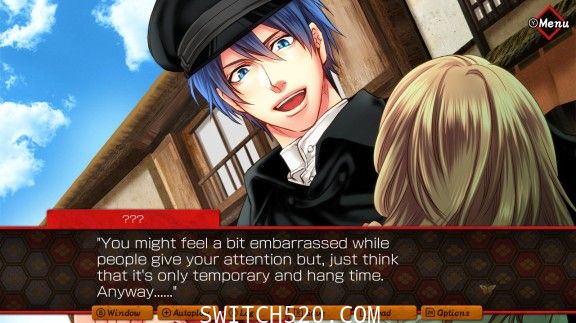 Menu
???
"You might feel a bit embarrassed while
people give your attention but, just think
that it's only temporary and hang time.
Anyway......"
Window
Autoplay
Options
SWITCH520.COM